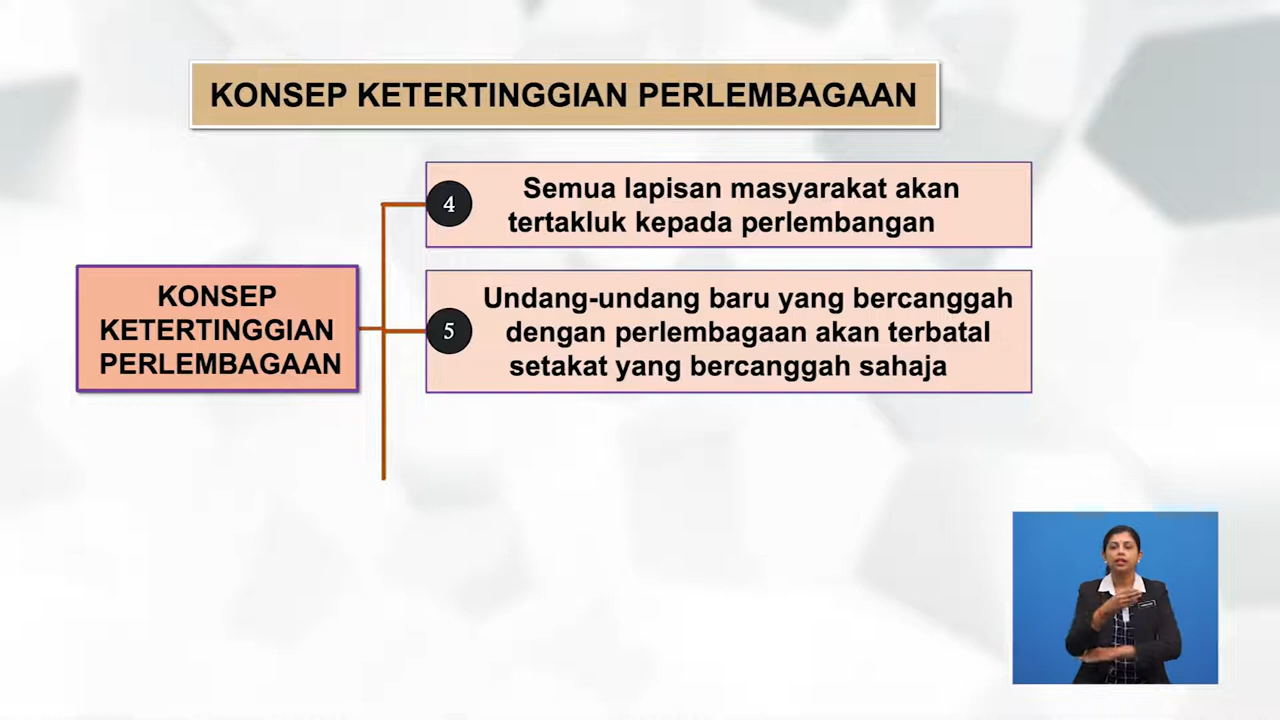 KONSEP KETERTINGGIAN PERLEMBAGAAN
4
Semua lapisan masyarakat akan
tertakluk kepada perlembangan
KONSEP
KETERTINGGIAN
PERLEMBAGAAN
5
Undang-undang baru yang bercanggah
dengan perlembagaan akan terbatal
setakat yang bercanggah sahaja